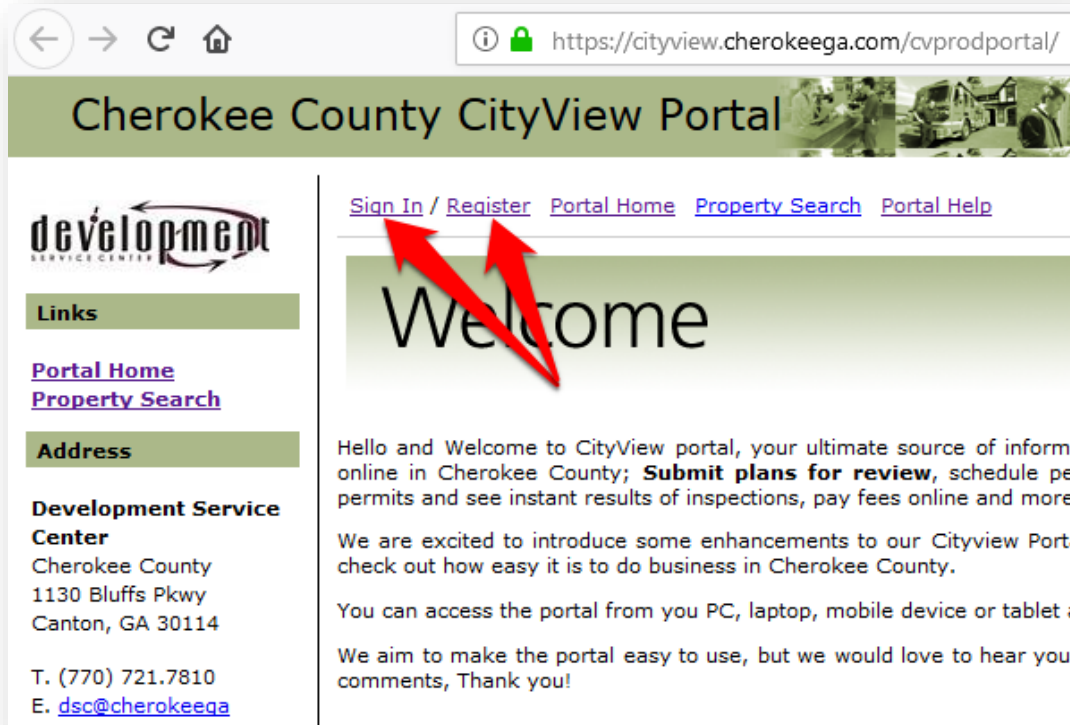 https://cityview.cherokeega.com/cvprodportal/
Cherokee County CityView Portal
development
SERVICE CENTER
Links
Portal Home
Property Search
Address
Development Service
Center
Cherokee County
1130 Bluffs Pkwy
Canton, GA 30114
T. (770) 721.7810
E. dsc@cherokeega
Sign In / Register Portal Home Property Search Portal Help
Welcome
Hello and Welcome to CityView portal, your ultimate source of inform
online in Cherokee County; Submit plans for review, schedule pe
permits and see instant results of inspections, pay fees online and more
We are excited to introduce some enhancements to our Cityview Porta
check out how easy it is to do business in Cherokee County.
You can access the portal from you PC, laptop, mobile device or tablet a
We aim to make the portal easy to use, but we would love to hear you
comments, Thank you!